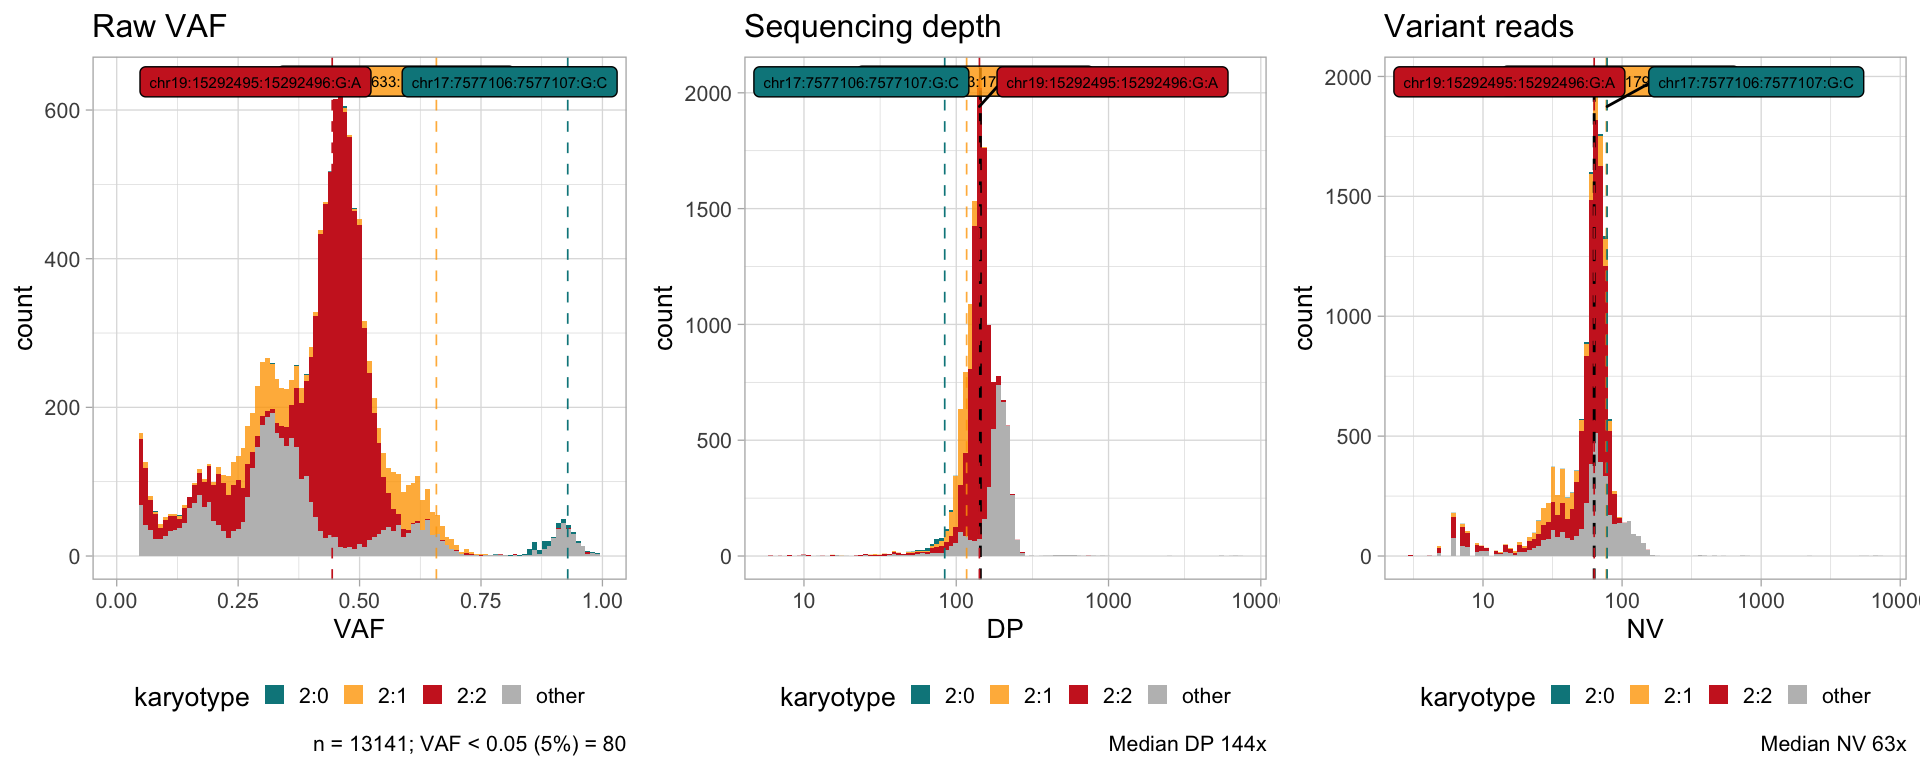 Raw VAF
chr19:15292495:15292496:G:A
633:
chr17:7577106:7577107:G:C
count
600
400
200
0
0.00 0.25 0.50 0.75 1.00
VAF
karyotype 2:0 2:1 2:2 other
n = 13141; VAF < 0.05 (5%) = 80
Sequencing depth
chr17:7577106:7577107:G:C
3:17
chr19:15292495:15292496:G:A
count
2000
1500
1000
500
0
10 100 1000 1000
DP
karyotype 2:0 2:1 2:2 other
Median DP 144x
Variant reads
chr19:15292495:15292496:G:A
179
chr17:7577106:7577107:G:C
count
2000
1500
1000
500
0
10 100 1000 1000
NV
karyotype 2:0 2:1 2:2 other
Median NV 63x